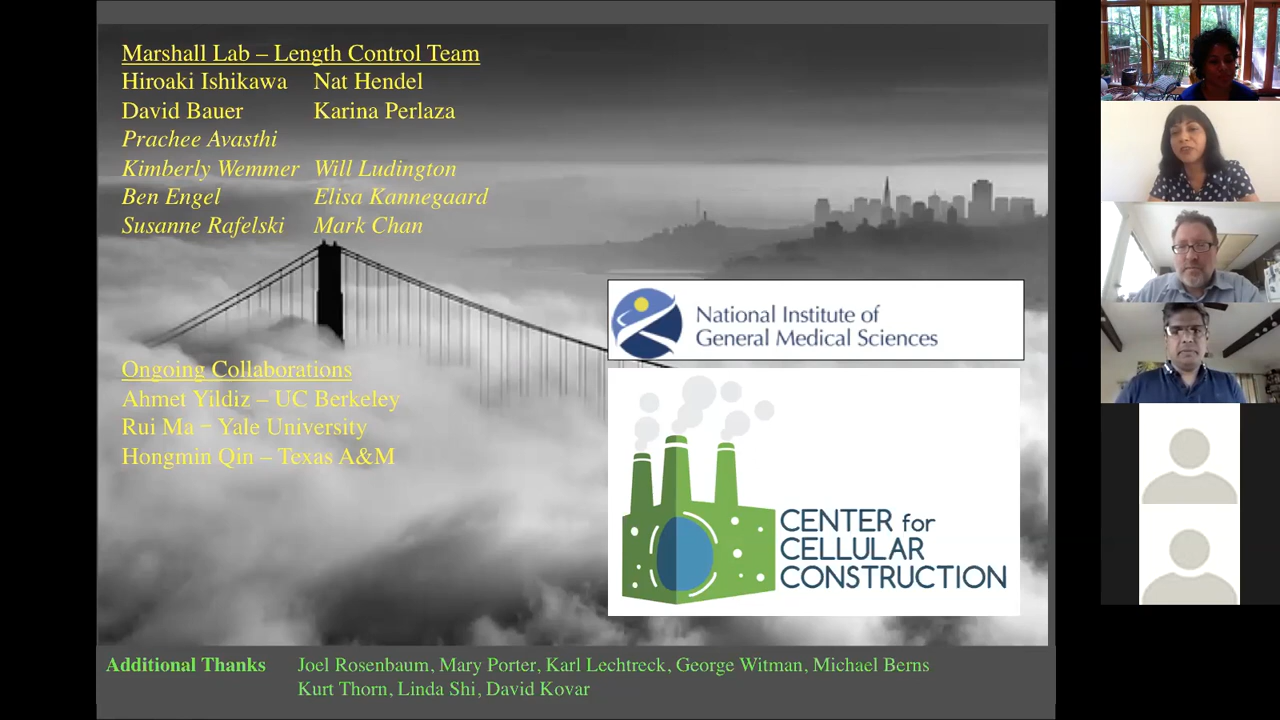 Marshall Lab – Length Control Team
Hiroaki Ishikawa Nat Hendel
David Bauer Karina Perlaza
Prachee Avasthi
Kimberly Wemmer Will Ludington
Ben Engel Elisa Kannegaard
Susanne Rafelski Mark Chan
National Institute of
General Medical Sciences
Ongoing Collaborations
Ahmet Yildiz – UC Berkeley
Rui Ma – Yale University
Hongmin Qin – Texas A&M
CENTER for
CELLULAR
CONSTRUCTION
Additional Thanks Joel Rosenbaum, Mary Porter, Karl Lechtreck, George Witman, Michael Berns
Kurt Thorn, Linda Shi, David Kovar